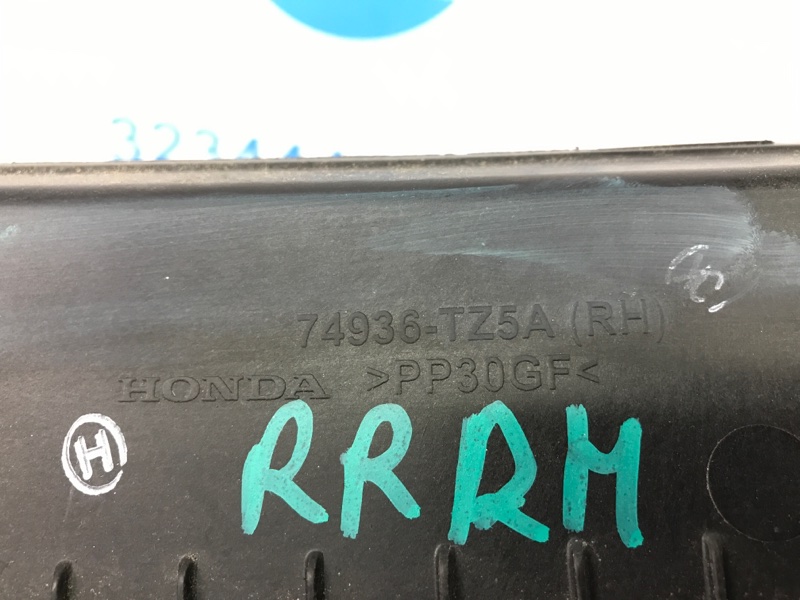 74936-TZ5A (RH)
HONDA >PP30GF<
H
RRRH